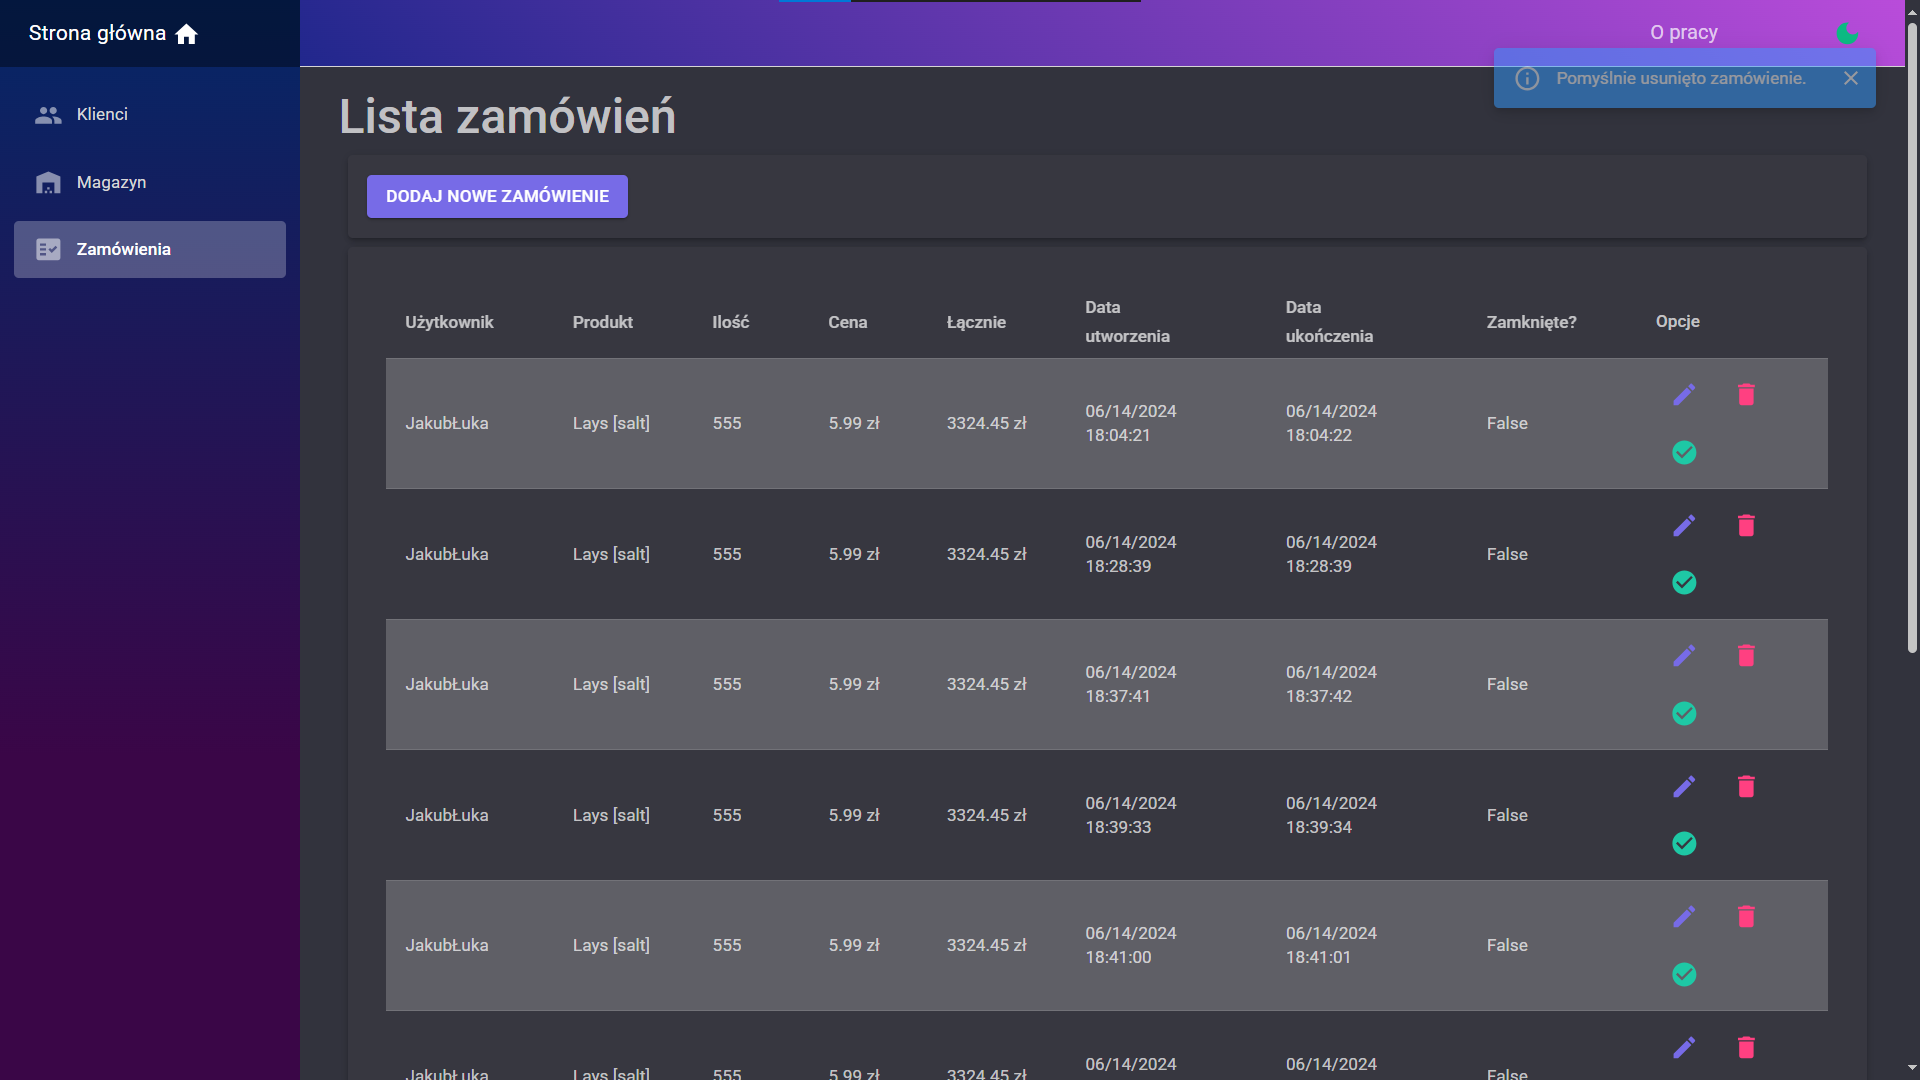 Strona główna
O pracy
Pomyślnie usunięto zamówienie.
Klienci
Magazyn
Zamówienia
Lista zamówień
DODAJ NOWE ZAMÓWIENIE
Użytkownik Produkt Ilość Cena Łącznie Data utworzenia Data ukończenia Zamknięte? Opcje
JakubŁuka Lays [salt] 555 5.99 zł 3324.45 zł 06/14/2024 18:04:21 06/14/2024 18:04:22 False
JakubŁuka Lays [salt] 555 5.99 zł 3324.45 zł 06/14/2024 18:28:39 06/14/2024 18:28:39 False
JakubŁuka Lays [salt] 555 5.99 zł 3324.45 zł 06/14/2024 18:37:41 06/14/2024 18:37:42 False
JakubŁuka Lays [salt] 555 5.99 zł 3324.45 zł 06/14/2024 18:39:33 06/14/2024 18:39:34 False
JakubŁuka Lays [salt] 555 5.99 zł 3324.45 zł 06/14/2024 18:41:00 06/14/2024 18:41:01 False
JakubŁuka Lays [salt] 555 5.99 zł 3324.45 zł 06/14/2024 06/14/2024 False